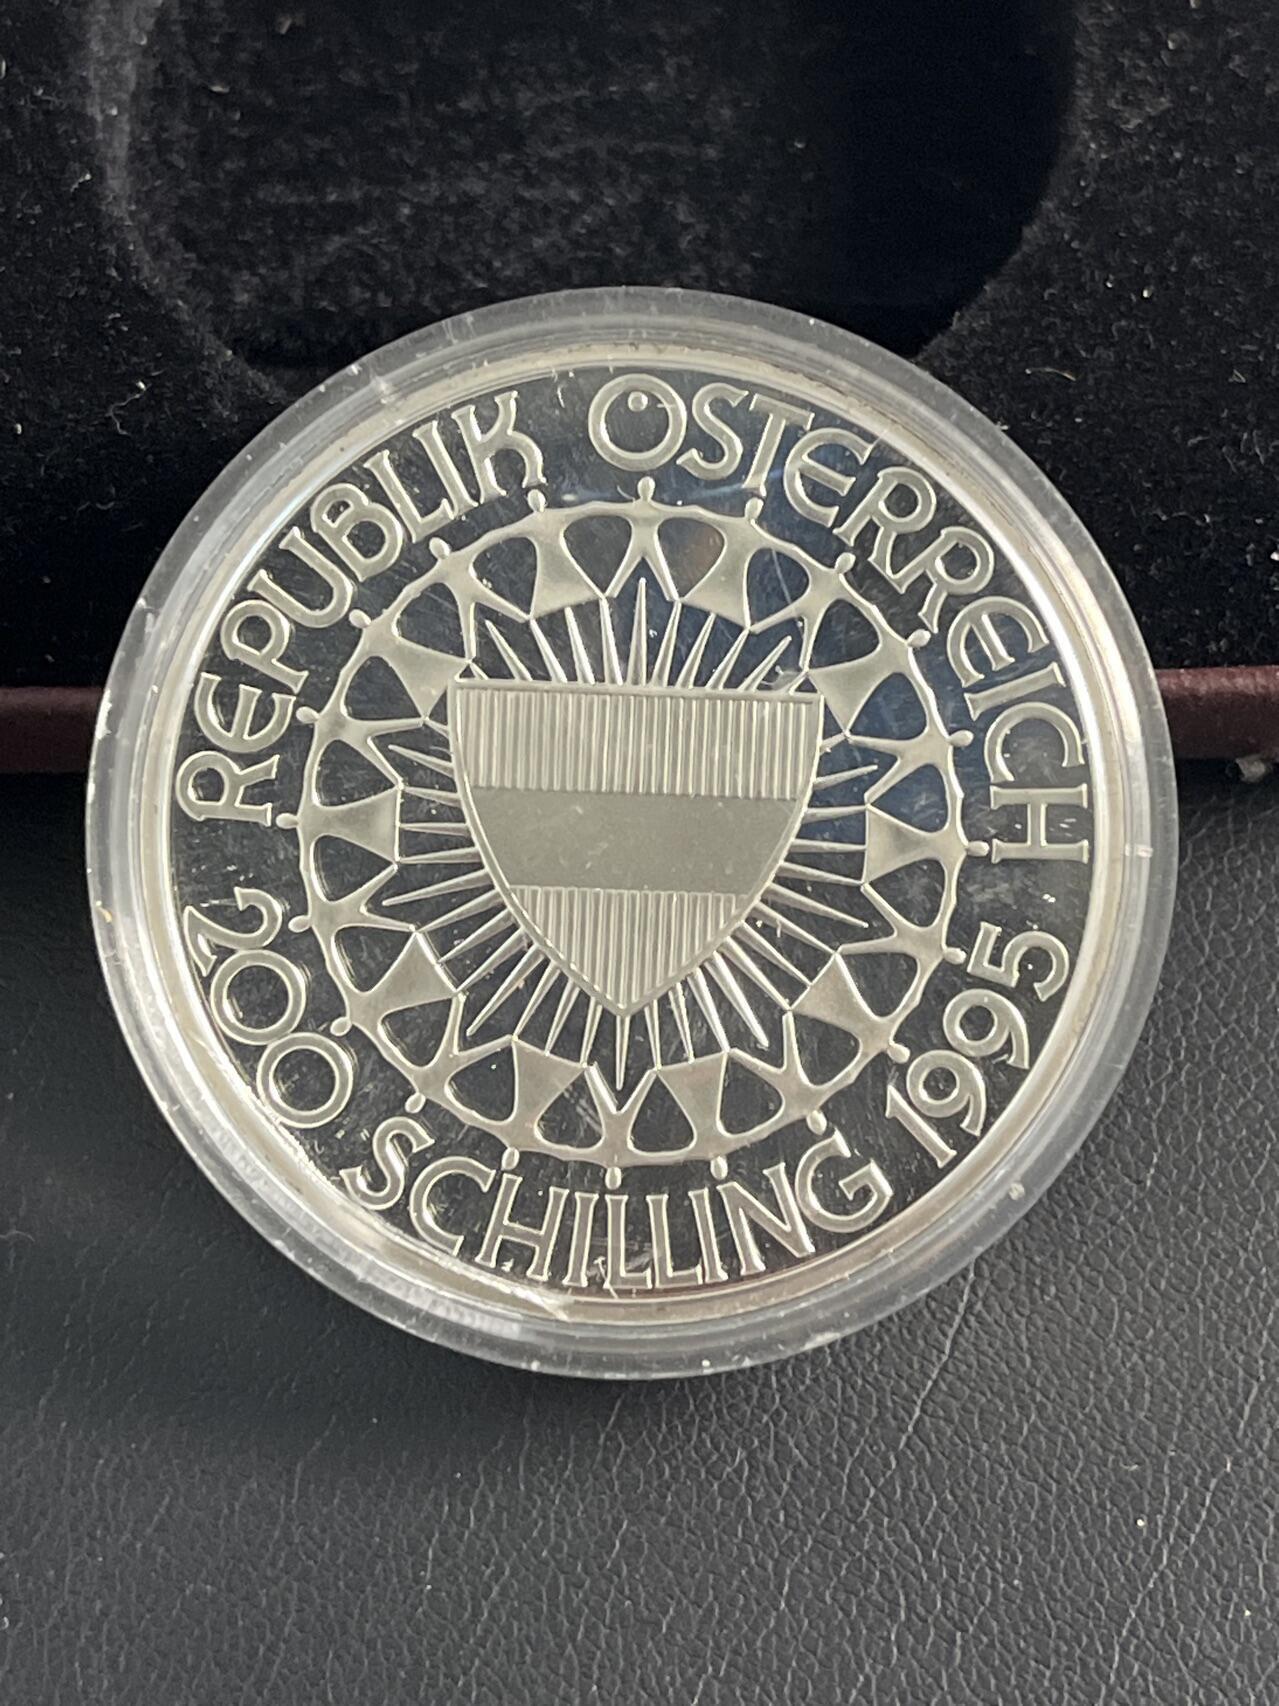 REPUBLIK ÖSTERREICH 1995
200 SCHILLING